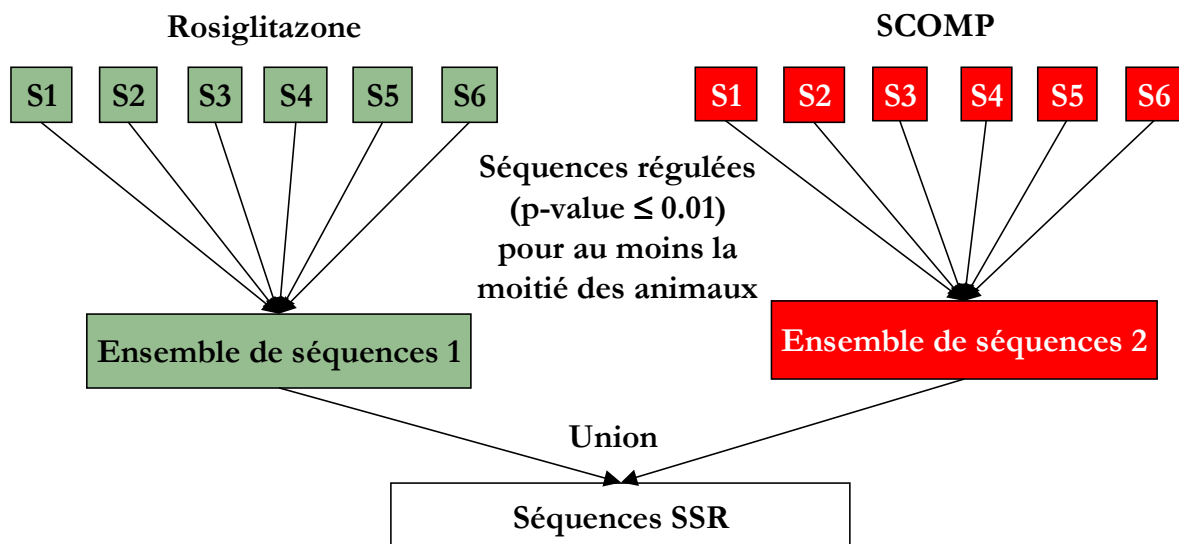 Rosiglitazone
SCOMP
S1 S2 S3 S4 S5 S6
S1 S2 S3 S4 S5 S6
Séquences régulées
(p-value ≤ 0.01)
pour au moins la
moitié des animaux
Ensemble de séquences 1
Ensemble de séquences 2
Union
Séquences SSR